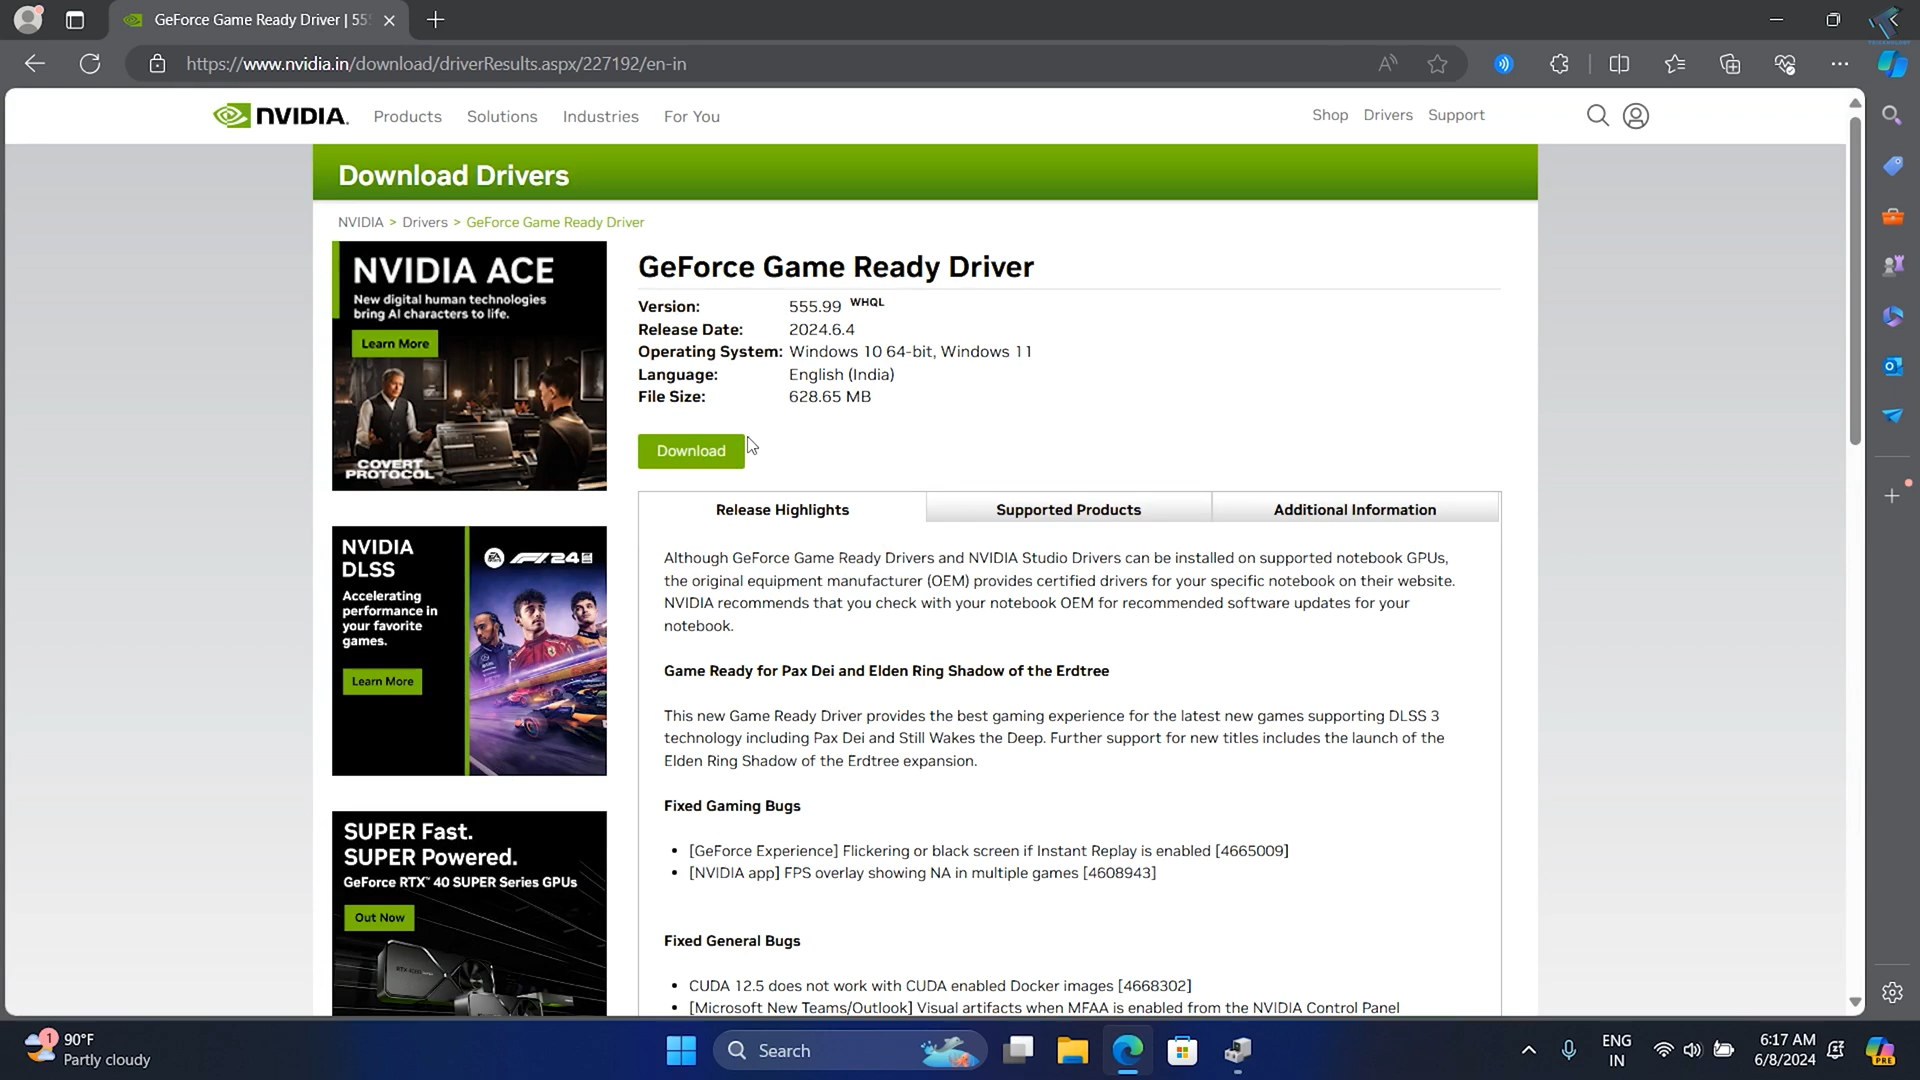 GeForce Game Ready Driver | 555
https://www.nvidia.in/download/driverResults.aspx/227192/en-in
NVIDIA.
Products
Solutions
Industries
For You
Shop
Drivers
Support
Download Drivers
NVIDIA > Drivers > GeForce Game Ready Driver
NVIDIA ACE
New digital human technologies
bring AI characters to life.
Learn More
COVERT
PROTOCOL
GeForce Game Ready Driver
Version: 555.99 WHQL
Release Date: 2024.6.4
Operating System: Windows 10 64-bit, Windows 11
Language: English (India)
File Size: 628.65 MB
Download
Release Highlights
Supported Products
Additional Information
Although GeForce Game Ready Drivers and NVIDIA Studio Drivers can be installed on supported notebook GPUs,
the original equipment manufacturer (OEM) provides certified drivers for your specific notebook on their website.
NVIDIA recommends that you check with your notebook OEM for recommended software updates for your
notebook.
Game Ready for Pax Dei and Elden Ring Shadow of the Erdtree
This new Game Ready Driver provides the best gaming experience for the latest new games supporting DLSS 3
technology including Pax Dei and Still Wakes the Deep. Further support for new titles includes the launch of the
Elden Ring Shadow of the Erdtree expansion.
Fixed Gaming Bugs
• [GeForce Experience] Flickering or black screen if Instant Replay is enabled [4665009]
• [NVIDIA app] FPS overlay showing NA in multiple games [4608943]
Fixed General Bugs
• CUDA 12.5 does not work with CUDA enabled Docker images [4668302]
• [Microsoft New Teams/Outlook] Visual artifacts when MFAA is enabled from the NVIDIA Control Panel
NVIDIA
DLSS
Accelerating
performance in
your favorite
games.
Learn More
F1 24
SUPER Fast.
SUPER Powered.
GeForce RTX™ 40 SUPER Series GPUs
Out Now
1
90°F
Partly cloudy
Search
ENG
IN
6:17 AM
6/8/2024
PRE